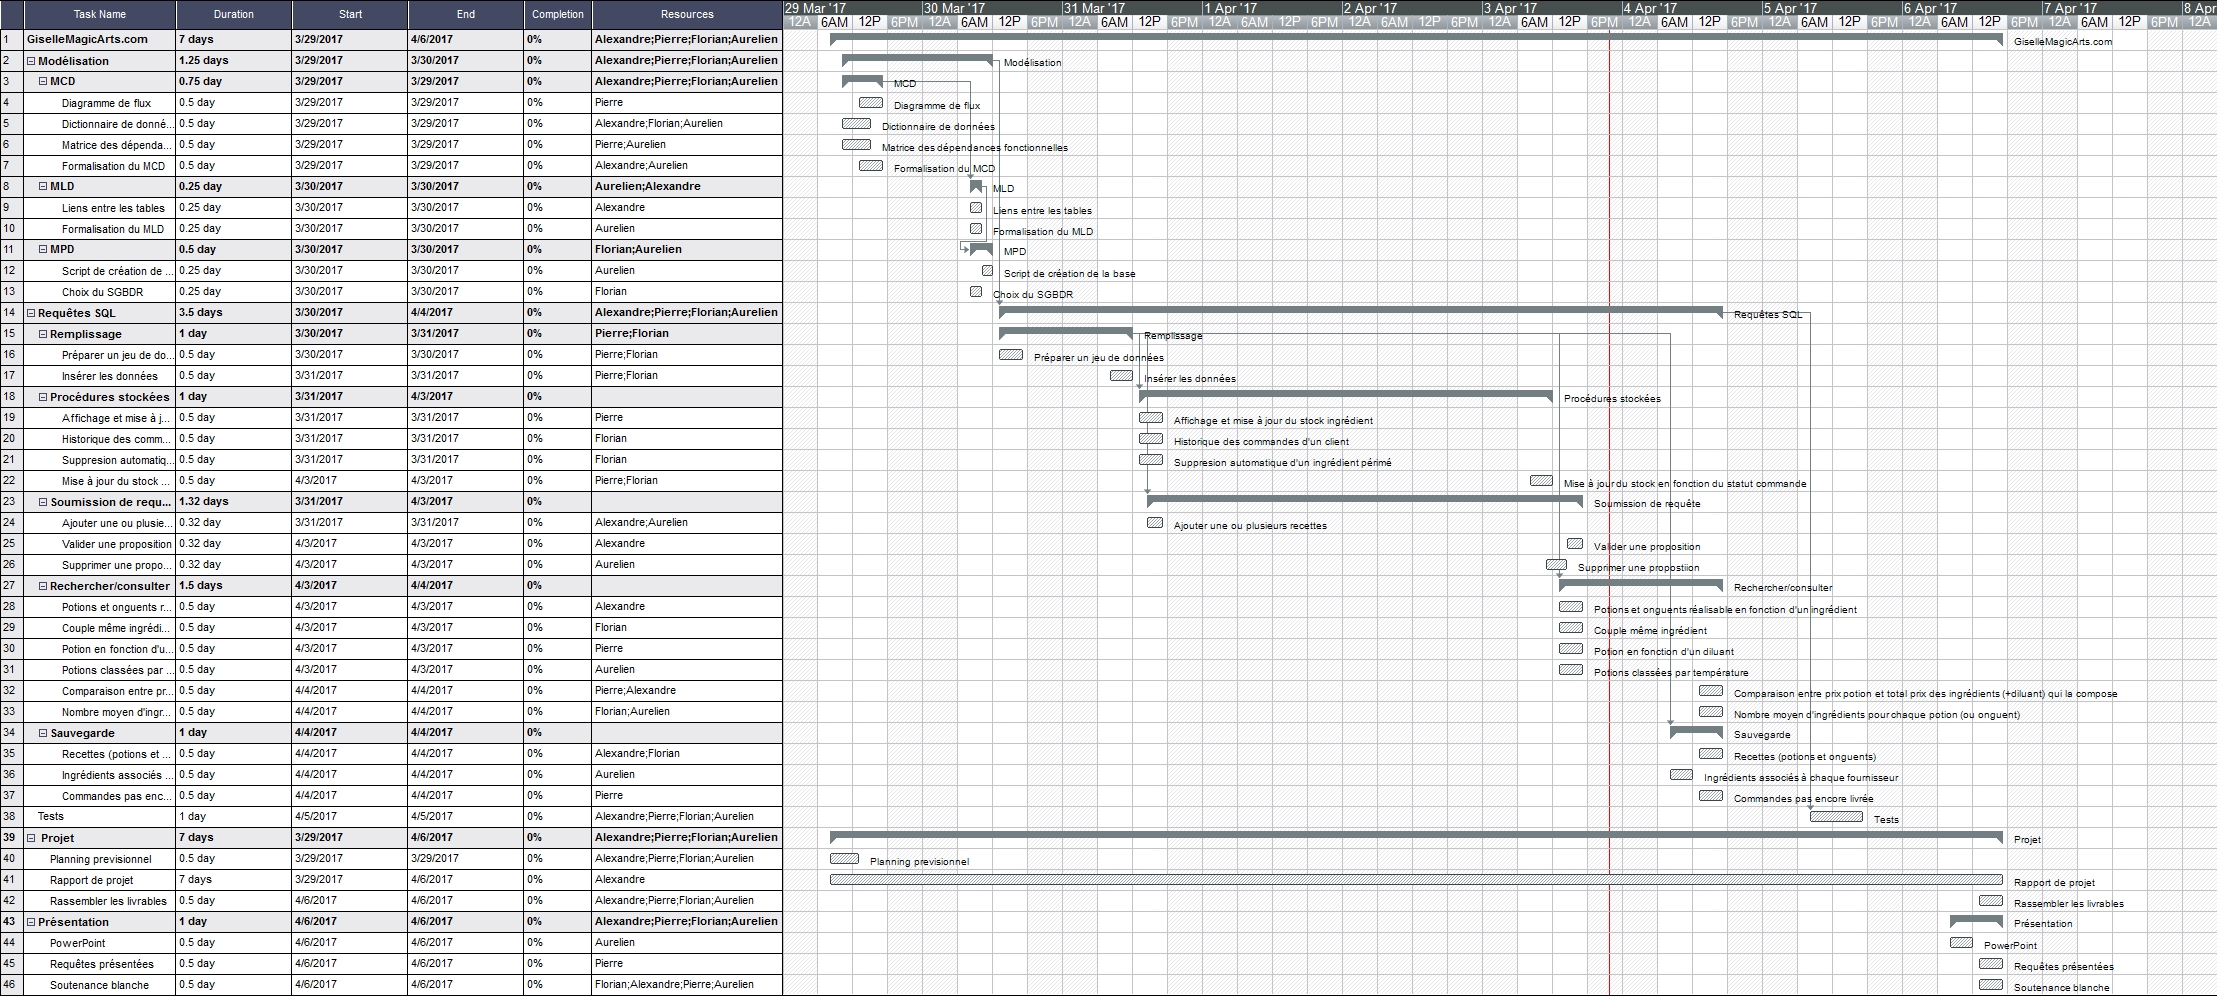 Task Name Duration Start End Completion Resources 29 Mar '17 30 Mar '17 31 Mar '17 1 Apr '17 2 Apr '17 3 Apr '17 4 Apr '17 5 Apr '17 6 Apr '17 7 Apr '17 8 Apr
12A 6AM 12P 6PM 12A 6AM 12P 6PM 12A 6AM 12P 6PM 12A 6AM 12P 6PM 12A 6AM 12P 6PM 12A 6AM 12P 6PM 12A 6AM 12P 6PM 12A 6AM 12P 6PM 12A 6AM 12P 6PM 12A 6AM 12P 6PM 12A
1 GiselleMagicArts.com 7 days 3/29/2017 4/6/2017 0% Alexandre;Pierre;Florian;Aurelien GiselleMagicArts.com
2 Modélisation 1.25 days 3/29/2017 3/30/2017 0% Alexandre;Pierre;Florian;Aurelien Modélisation
3 MCD 0.75 day 3/29/2017 3/29/2017 0% Alexandre;Pierre;Florian;Aurelien MCD
4 Diagramme de flux 0.5 day 3/29/2017 3/29/2017 0% Pierre Diagramme de flux
5 Dictionnaire de donné... 0.5 day 3/29/2017 3/29/2017 0% Alexandre;Florian;Aurelien Dictionnaire de données
6 Matrice des dépenda... 0.5 day 3/29/2017 3/29/2017 0% Pierre;Aurelien Matrice des dépendances fonctionnelles
7 Formalisation du MCD 0.5 day 3/29/2017 3/29/2017 0% Alexandre;Aurelien Formalisation du MCD
8 MLD 0.25 day 3/30/2017 3/30/2017 0% Aurelien;Alexandre MLD
9 Liens entre les tables 0.25 day 3/30/2017 3/30/2017 0% Alexandre Liens entre les tables
10 Formalisation du MLD 0.25 day 3/30/2017 3/30/2017 0% Aurelien Formalisation du MLD
11 MPD 0.5 day 3/30/2017 3/30/2017 0% Florian;Aurelien MPD
12 Script de création de ... 0.25 day 3/30/2017 3/30/2017 0% Aurelien Script de création de la base
13 Choix du SGBDR 0.25 day 3/30/2017 3/30/2017 0% Florian Choix du SGBDR
14 Requêtes SQL 3.5 days 3/30/2017 4/4/2017 0% Alexandre;Pierre;Florian;Aurelien Requêtes SQL
15 Remplissage 1 day 3/30/2017 3/31/2017 0% Pierre;Florian Remplissage
16 Préparer un jeu de do... 0.5 day 3/30/2017 3/30/2017 0% Pierre;Florian Préparer un jeu de données
17 Insérer les données 0.5 day 3/31/2017 3/31/2017 0% Pierre;Florian Insérer les données
18 Procédures stockées 1 day 3/31/2017 4/3/2017 0% Procédures stockées
19 Affichage et mise à j... 0.5 day 3/31/2017 3/31/2017 0% Pierre Affichage et mise à jour du stock ingrédient
20 Historique des comm... 0.5 day 3/31/2017 3/31/2017 0% Florian Historique des commandes d'un client
21 Suppresion automatiq... 0.5 day 3/31/2017 3/31/2017 0% Florian Suppresion automatique d'un ingrédient périmé
22 Mise à jour du stock ... 0.5 day 4/3/2017 4/3/2017 0% Pierre;Florian Mise à jour du stock en fonction du statut commande
23 Soumission de requ... 1.32 days 3/31/2017 4/3/2017 0% Soumission de requête
24 Ajouter une ou plusie... 0.32 day 3/31/2017 3/31/2017 0% Alexandre;Aurelien Ajouter une ou plusieurs recettes
25 Valider une proposition 0.32 day 4/3/2017 4/3/2017 0% Alexandre Valider une proposition
26 Supprimer une propo... 0.32 day 4/3/2017 4/3/2017 0% Aurelien Supprimer une propostiion
27 Rechercher/consulter 1.5 days 4/3/2017 4/4/2017 0% Rechercher/consulter
28 Potions et onguents r... 0.5 day 4/3/2017 4/3/2017 0% Alexandre Potions et onguents réalisable en fonction d'un ingrédient
29 Couple même ingrédi... 0.5 day 4/3/2017 4/3/2017 0% Florian Couple même ingrédient
30 Potion en fonction d'u... 0.5 day 4/3/2017 4/3/2017 0% Pierre Potion en fonction d'un diluant
31 Potions classées par ... 0.5 day 4/3/2017 4/3/2017 0% Aurelien Potions classées par température
32 Comparaison entre pr... 0.5 day 4/4/2017 4/4/2017 0% Pierre;Alexandre Comparaison entre prix potion et total prix des ingrédients (+diluant) qui la compose
33 Nombre moyen d'ingr... 0.5 day 4/4/2017 4/4/2017 0% Florian;Aurelien Nombre moyen d'ingrédients pour chaque potion (ou onguent)
34 Sauvegarde 1 day 4/4/2017 4/4/2017 0% Sauvegarde
35 Recettes (potions et ... 0.5 day 4/4/2017 4/4/2017 0% Alexandre;Florian Recettes (potions et onguents)
36 Ingrédients associés ... 0.5 day 4/4/2017 4/4/2017 0% Aurelien Ingrédients associés à chaque fournisseur
37 Commandes pas enc... 0.5 day 4/4/2017 4/4/2017 0% Pierre Commandes pas encore livrée
38 Tests 1 day 4/5/2017 4/5/2017 0% Alexandre;Pierre;Florian;Aurelien Tests
39 Projet 7 days 3/29/2017 4/6/2017 0% Alexandre;Pierre;Florian;Aurelien Projet
40 Planning previsionnel 0.5 day 3/29/2017 3/29/2017 0% Alexandre;Pierre;Florian;Aurelien Planning previsionnel
41 Rapport de projet 7 days 3/29/2017 4/6/2017 0% Alexandre Rapport de projet
42 Rassembler les livrables 0.5 day 4/6/2017 4/6/2017 0% Alexandre;Pierre;Florian;Aurelien Rassembler les livrables
43 Présentation 1 day 4/6/2017 4/6/2017 0% Alexandre;Pierre;Florian;Aurelien Présentation
44 PowerPoint 0.5 day 4/6/2017 4/6/2017 0% Aurelien PowerPoint
45 Requêtes présentées 0.5 day 4/6/2017 4/6/2017 0% Pierre Requêtes présentées
46 Soutenance blanche 0.5 day 4/6/2017 4/6/2017 0% Florian;Alexandre;Pierre;Aurelien Soutenance blanche